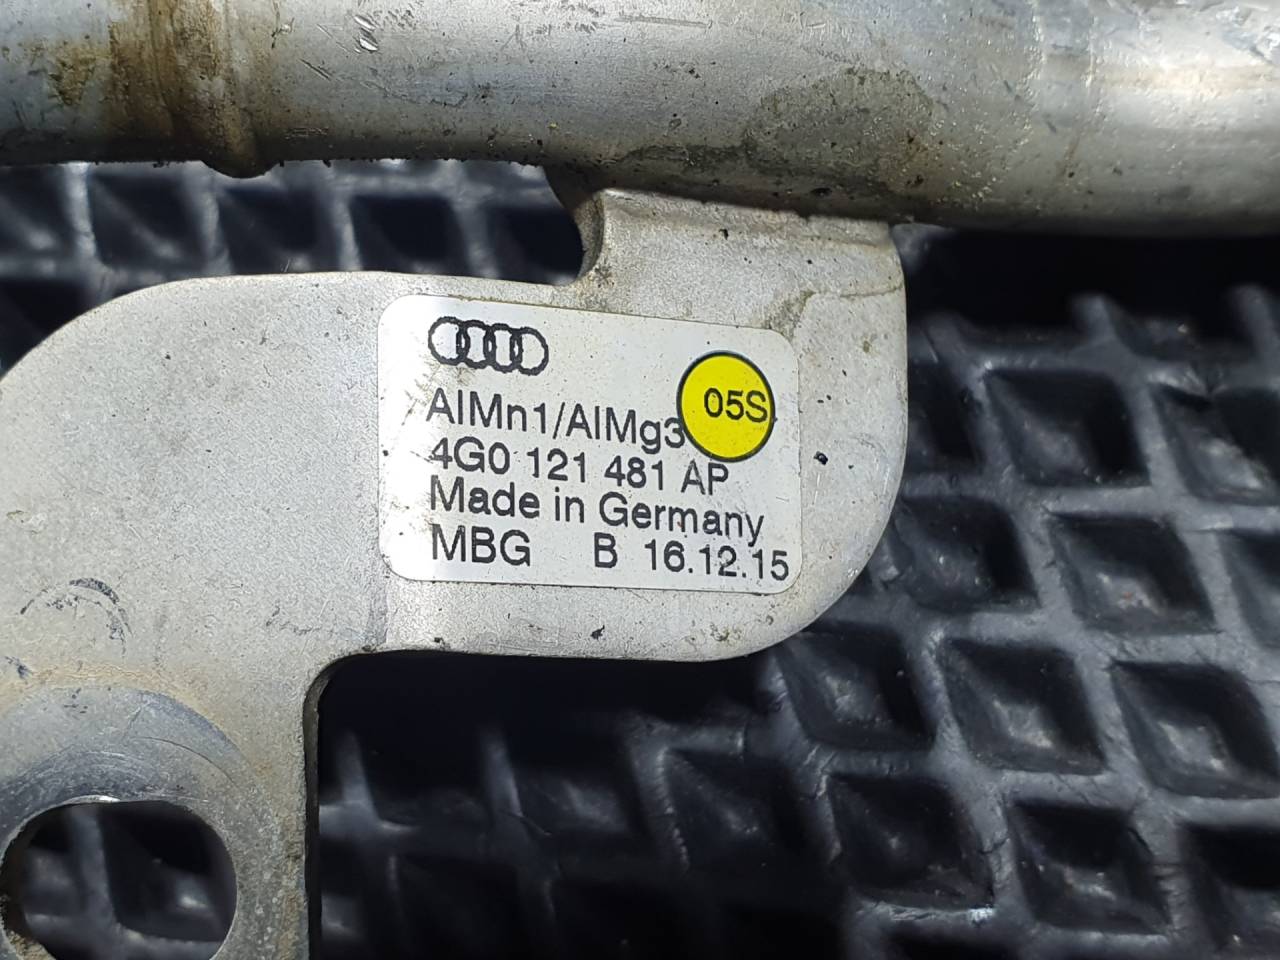 05S
AlMn1/AlMg3
4G0 121 481 AP
Made in Germany
MBG B 16.12.15